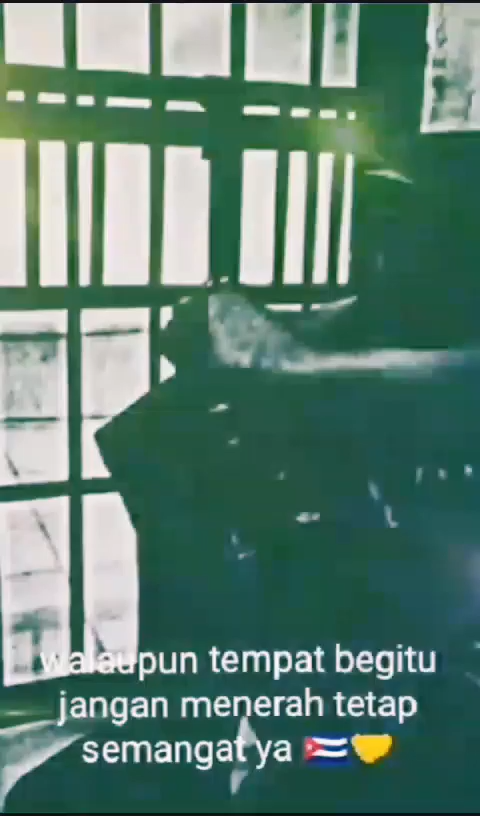 walaupun tempat begitu
jangan menerah tetap
semangat ya 🇨🇺🤝